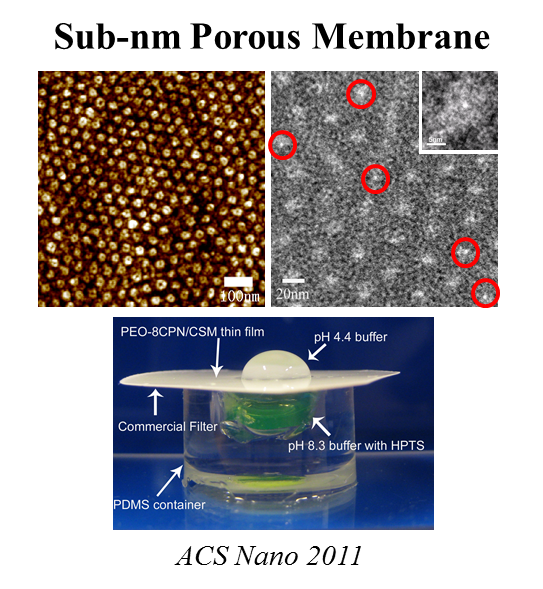 Sub-nm Porous Membrane
100nm
20nm
5nm
PEO-8CPN/CSM thin film
pH 4.4 buffer
Commercial Filter
pH 8.3 buffer with HPTS
PDMS container
ACS Nano 2011